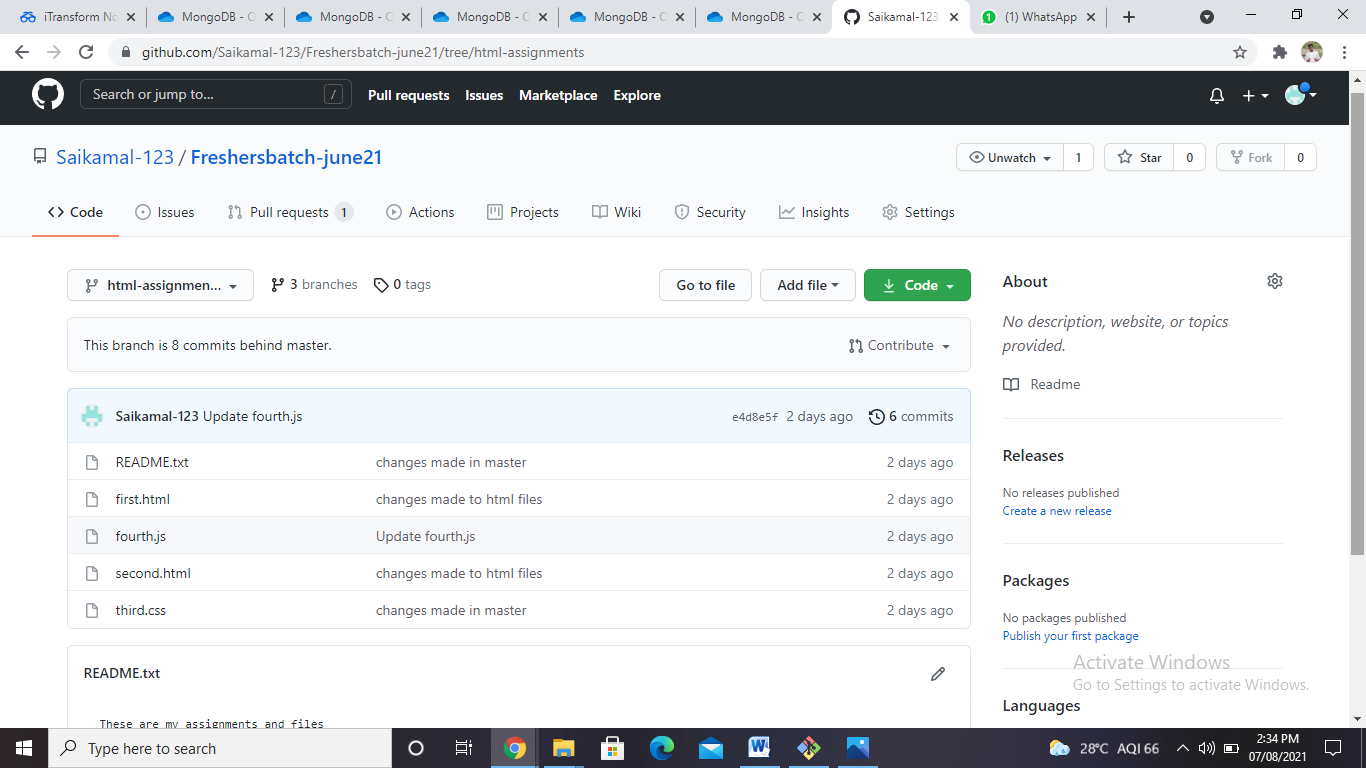 iTransform No
MongoDB - C
MongoDB - C
MongoDB - C
MongoDB - C
MongoDB - C
Saikamal-123
1 (1) WhatsApp
github.com/Saikamal-123/Freshersbatch-june21/tree/html-assignments
Search or jump to… / Pull requests Issues Marketplace Explore
Saikamal-123 / Freshersbatch-june21
Unwatch 1 Star 0 Fork 0
Code Issues Pull requests 1 Actions Projects Wiki Security Insights Settings
html-assignmen... 3 branches 0 tags Go to file Add file Code
This branch is 8 commits behind master. Contribute
Saikamal-123 Update fourth.js e4d8e5f 2 days ago 6 commits
README.txt changes made in master 2 days ago
first.html changes made to html files 2 days ago
fourth.js Update fourth.js 2 days ago
second.html changes made to html files 2 days ago
third.css changes made in master 2 days ago
README.txt
These are my assignments and files
About
No description, website, or topics
provided.
Readme
Releases
No releases published
Create a new release
Packages
No packages published
Publish your first package
Activate Windows
Go to Settings to activate Windows.
Languages
Type here to search
28°C AQI 66
2:34 PM
07/08/2021